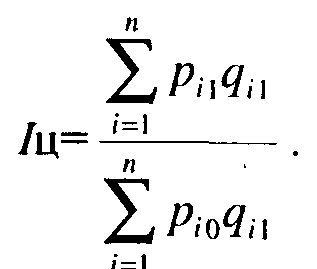 n
∑ p_{i1} q_{i1}
i=1
Iц= ─────── .
n
∑ p_{i0} q_{i1}
i=1